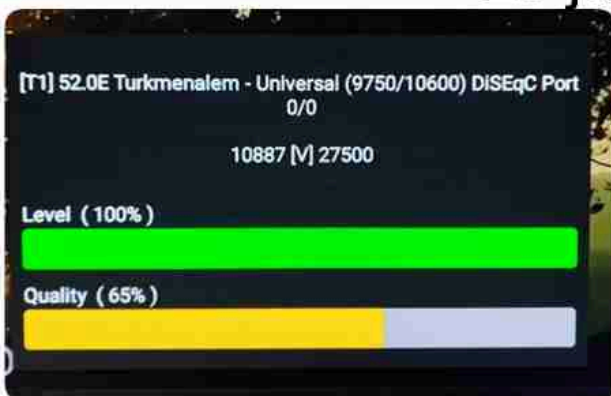 [T1] 52.0E Turkmenalem - Universal (9750/10600) DiSEqC Port
0/0
10887 [V] 27500
Level ( 100% )
Quality ( 65% )